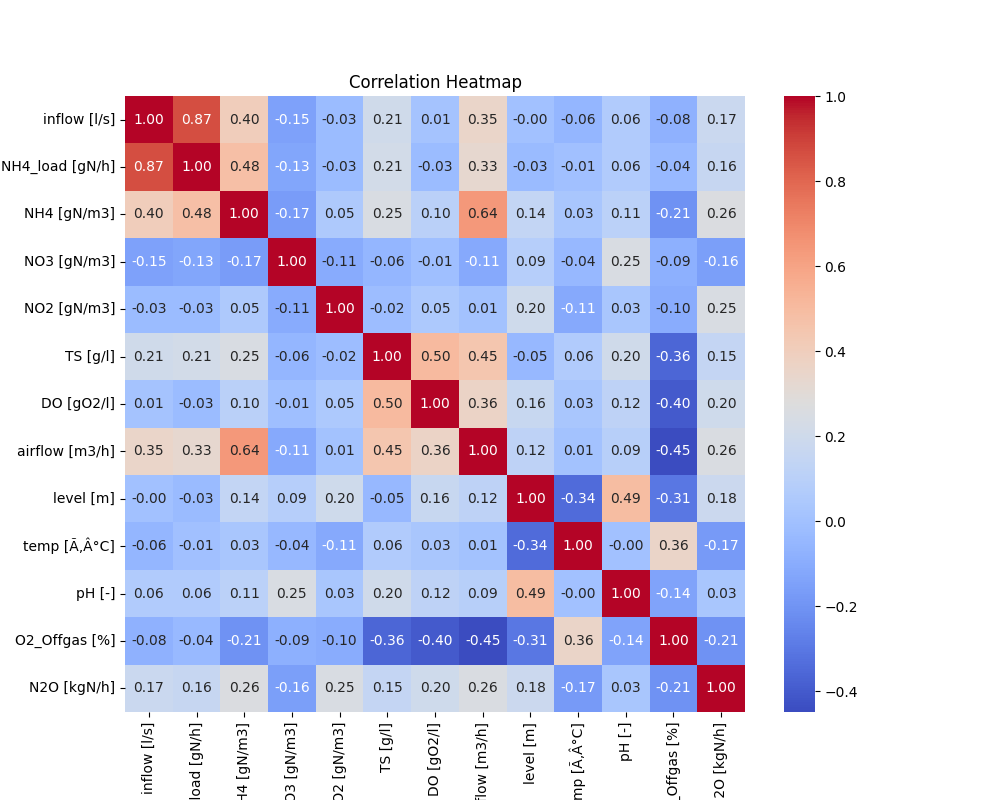 Correlation Heatmap
inflow [l/s] 1.00 0.87 0.40 -0.15 -0.03 0.21 0.01 0.35 -0.00 -0.06 0.06 -0.08 0.17
NH4_load [gN/h] 0.87 1.00 0.48 -0.13 -0.03 0.21 -0.03 0.33 -0.03 -0.01 0.06 -0.04 0.16
NH4 [gN/m3] 0.40 0.48 1.00 -0.17 0.05 0.25 0.10 0.64 0.14 0.03 0.11 -0.21 0.26
NO3 [gN/m3] -0.15 -0.13 -0.17 1.00 -0.11 -0.06 -0.01 -0.11 0.09 -0.04 0.25 -0.09 -0.16
NO2 [gN/m3] -0.03 -0.03 0.05 -0.11 1.00 -0.02 0.05 0.01 0.20 -0.11 0.03 -0.10 0.25
TS [g/l] 0.21 0.21 0.25 -0.06 -0.02 1.00 0.50 0.45 -0.05 0.06 0.20 -0.36 0.15
DO [gO2/l] 0.01 -0.03 0.10 -0.01 0.05 0.50 1.00 0.36 0.16 0.03 0.12 -0.40 0.20
airflow [m3/h] 0.35 0.33 0.64 -0.11 0.01 0.45 0.36 1.00 0.12 0.01 0.09 -0.45 0.26
level [m] -0.00 -0.03 0.14 0.09 0.20 -0.05 0.16 0.12 1.00 -0.34 0.49 -0.31 0.18
temp [Ã,Â°C] -0.06 -0.01 0.03 -0.04 -0.11 0.06 0.03 0.01 -0.34 1.00 -0.00 0.36 -0.17
pH [-] 0.06 0.06 0.11 0.25 0.03 0.20 0.12 0.09 0.49 -0.00 1.00 -0.14 0.03
O2_Offgas [%] -0.08 -0.04 -0.21 -0.09 -0.10 -0.36 -0.40 -0.45 -0.31 0.36 -0.14 1.00 -0.21
N2O [kgN/h] 0.17 0.16 0.26 -0.16 0.25 0.15 0.20 0.26 0.18 -0.17 0.03 -0.21 1.00
inflow [l/s]
load [gN/h]
H4 [gN/m3]
O3 [gN/m3]
O2 [gN/m3]
TS [g/l]
DO [gO2/l]
flow [m3/h]
level [m]
mp [Ã,Â°C]
pH [-]
_Offgas [%]
2O [kgN/h]
1.0
0.8
0.6
0.4
0.2
0.0
−0.2
−0.4